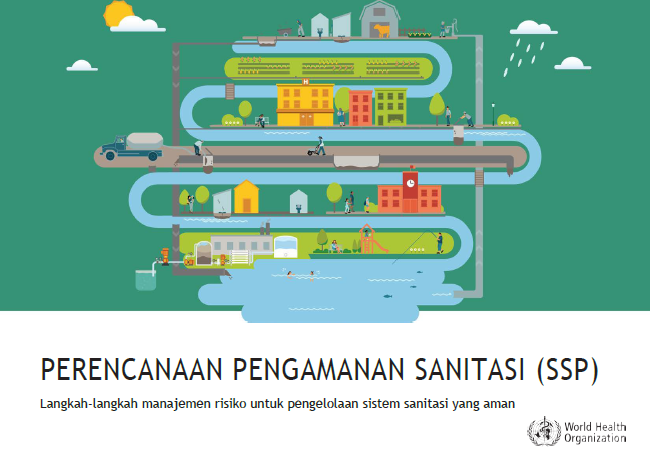 H
PERENCANAAN PENGAMANAN SANITASI (SSP)
Langkah-langkah manajemen risiko untuk pengelolaan sistem sanitasi yang aman
World Health
Organization